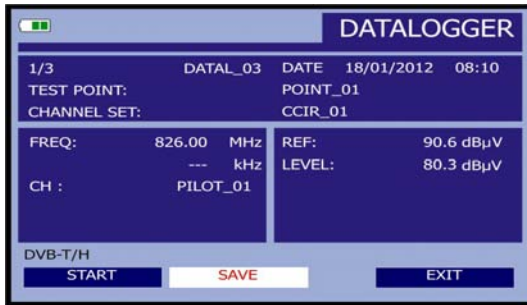 DATALOGGER
1/3 DATAL_03 DATE 18/01/2012 08:10
TEST POINT: POINT_01
CHANNEL SET: CCIR_01
FREQ: 826.00 MHz
--- kHz
CH : PILOT_01
REF: 90.6 dBµV
LEVEL: 80.3 dBµV
DVB-T/H
START SAVE EXIT